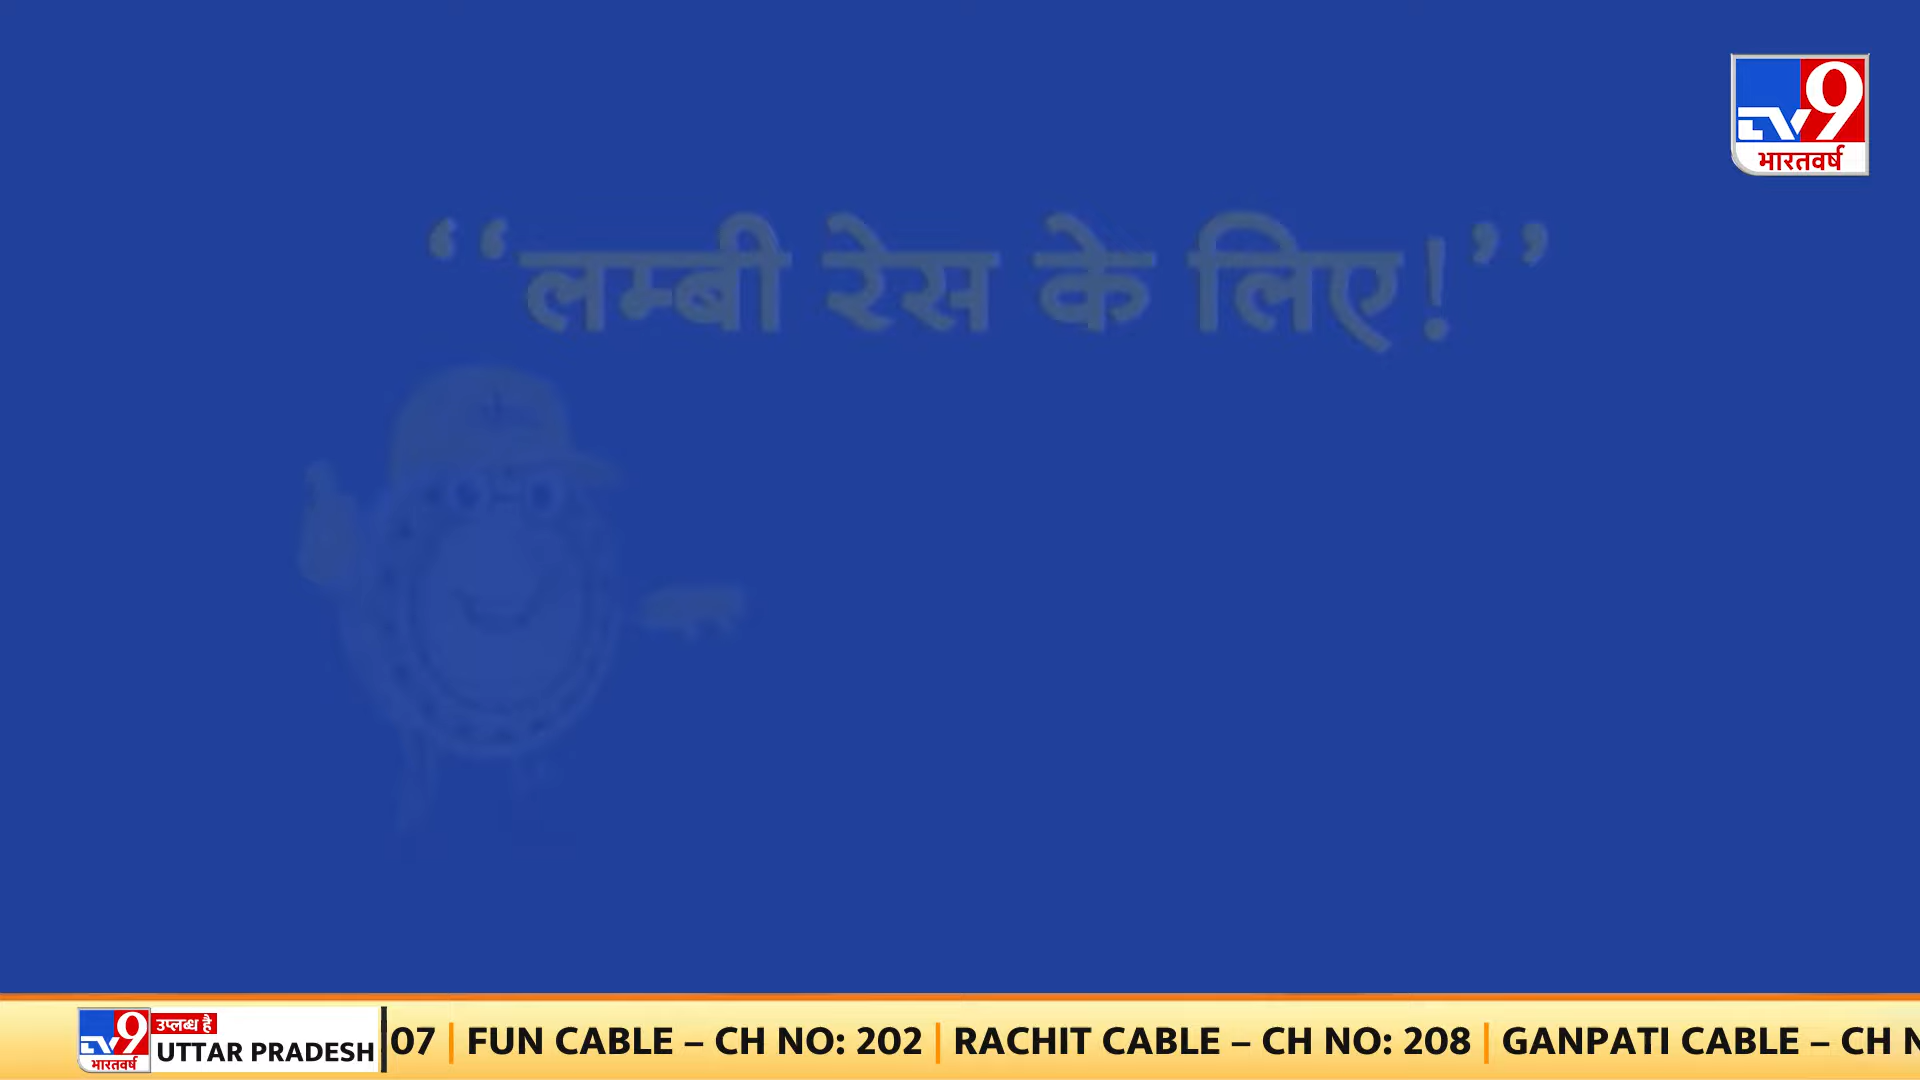 TV9
भारतवर्ष
‘‘लम्बी रेस के लिए!’’
TV9
भारतवर्ष
उपलब्ध है
UTTAR PRADESH
07 | FUN CABLE – CH NO: 202 | RACHIT CABLE – CH NO: 208 | GANPATI CABLE – CH N